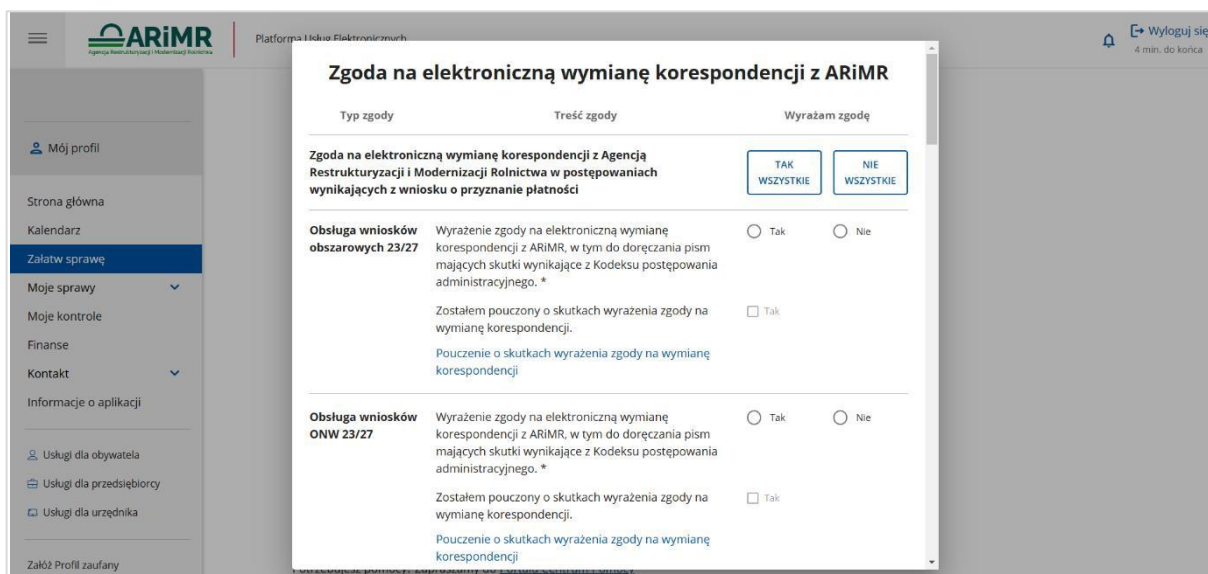 ARiMR
Agencja Restrukturyzacji i Modernizacji Rolnictwa
Platforma Usług Elektronicznych
Wyloguj się
4 min. do końca
Mój profil
Strona główna
Kalendarz
Załatw sprawę
Moje sprawy
Moje kontrole
Finanse
Kontakt
Informacje o aplikacji
Usługi dla obywatela
Usługi dla przedsiębiorcy
Usługi dla urzędnika
Załóż Profil zaufany
Zgoda na elektroniczną wymianę korespondencji z ARiMR
Typ zgody
Treść zgody
Wyrażam zgodę
Zgoda na elektroniczną wymianę korespondencji z Agencją
Restrukturyzacji i Modernizacji Rolnictwa w postępowaniach
wynikających z wniosku o przyznanie płatności
TAK
WSZYSTKIE
NIE
WSZYSTKIE
Obsługa wniosków
obszarowych 23/27
Wyrażenie zgody na elektroniczną wymianę
korespondencji z ARiMR, w tym do doręczania pism
mających skutki wynikające z Kodeksu postępowania
administracyjnego. *
Tak
Nie
Zostałem pouczony o skutkach wyrażenia zgody na
wymianę korespondencji.
Tak
Pouczenie o skutkach wyrażenia zgody na wymianę
korespondencji
Obsługa wniosków
ONW 23/27
Wyrażenie zgody na elektroniczną wymianę
korespondencji z ARiMR, w tym do doręczania pism
mających skutki wynikające z Kodeksu postępowania
administracyjnego. *
Tak
Nie
Zostałem pouczony o skutkach wyrażenia zgody na
wymianę korespondencji.
Tak
Pouczenie o skutkach wyrażenia zgody na wymianę
korespondencji
Potrzebujesz pomocy? Zapraszamy do Portalu Centrum Pomocy